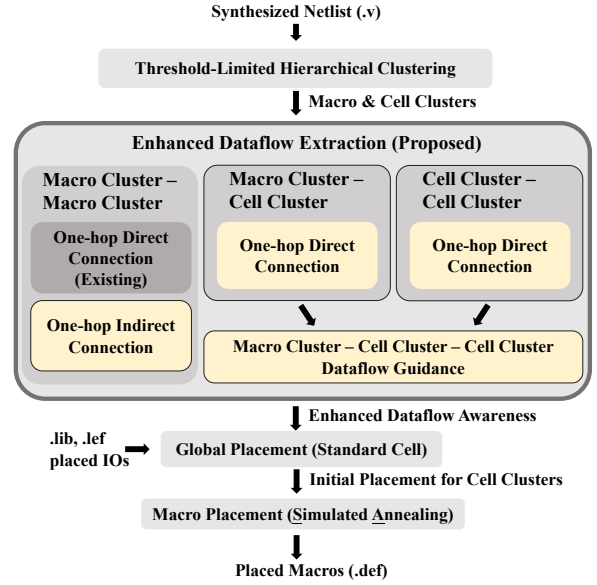 Synthesized Netlist (.v)
Threshold-Limited Hierarchical Clustering
Macro & Cell Clusters
Enhanced Dataflow Extraction (Proposed)
Macro Cluster –
Macro Cluster
One-hop Direct
Connection
(Existing)
One-hop Indirect
Connection
Macro Cluster –
Cell Cluster
One-hop Direct
Connection
Cell Cluster –
Cell Cluster
One-hop Direct
Connection
Macro Cluster – Cell Cluster – Cell Cluster
Dataflow Guidance
Enhanced Dataflow Awareness
.lib, .lef
placed IOs
Global Placement (Standard Cell)
Initial Placement for Cell Clusters
Macro Placement (Simulated Annealing)
Placed Macros (.def)